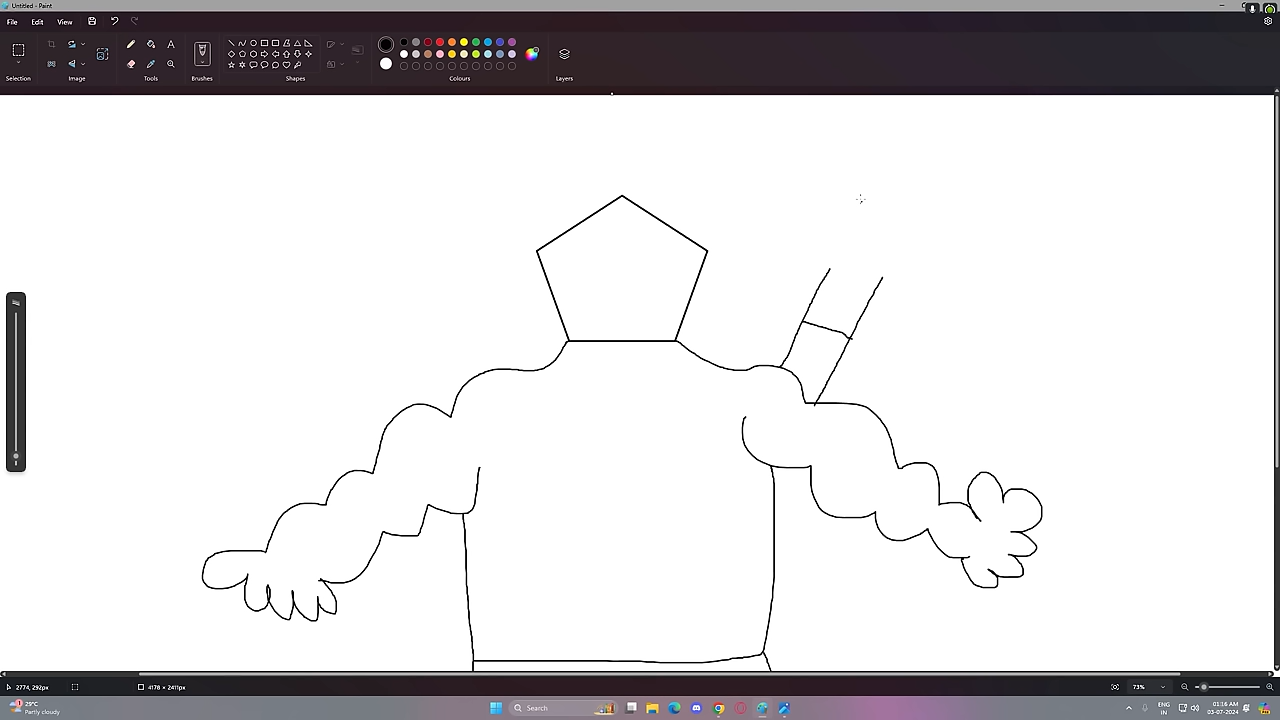 Untitled - Paint
File Edit View
Selection Image Tools Brushes Shapes Colours Layers
2774, 292px 4178 × 2411px 73%
29°C
Partly cloudy
Search
ENG
IN
01:16 AM
03-07-2024